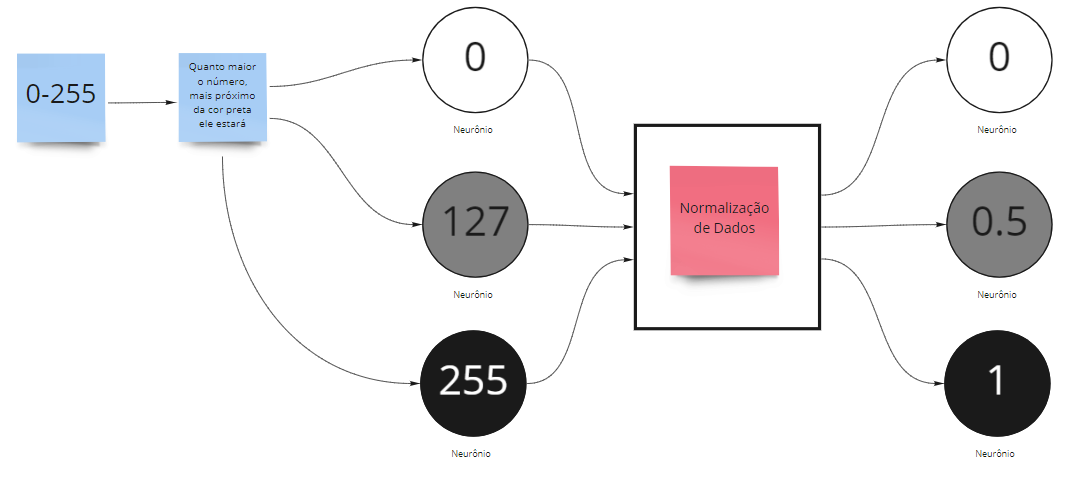 0-255
Quanto maior
o número,
mais próximo
da cor preta
ele estará
0
Neurônio
127
Neurônio
255
Neurônio
Normalização
de Dados
0
Neurônio
0.5
Neurônio
1
Neurônio